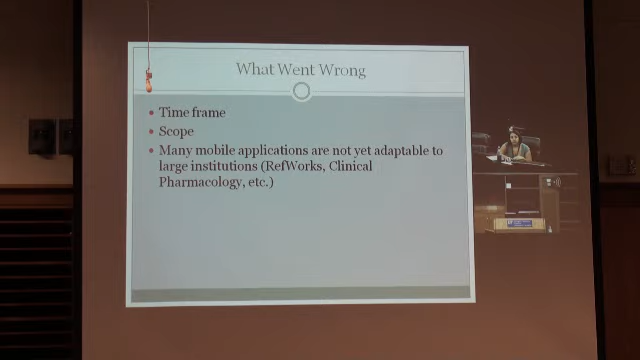 What Went Wrong
• Time frame
• Scope
• Many mobile applications are not yet adaptable to
large institutions (RefWorks, Clinical
Pharmacology, etc.)